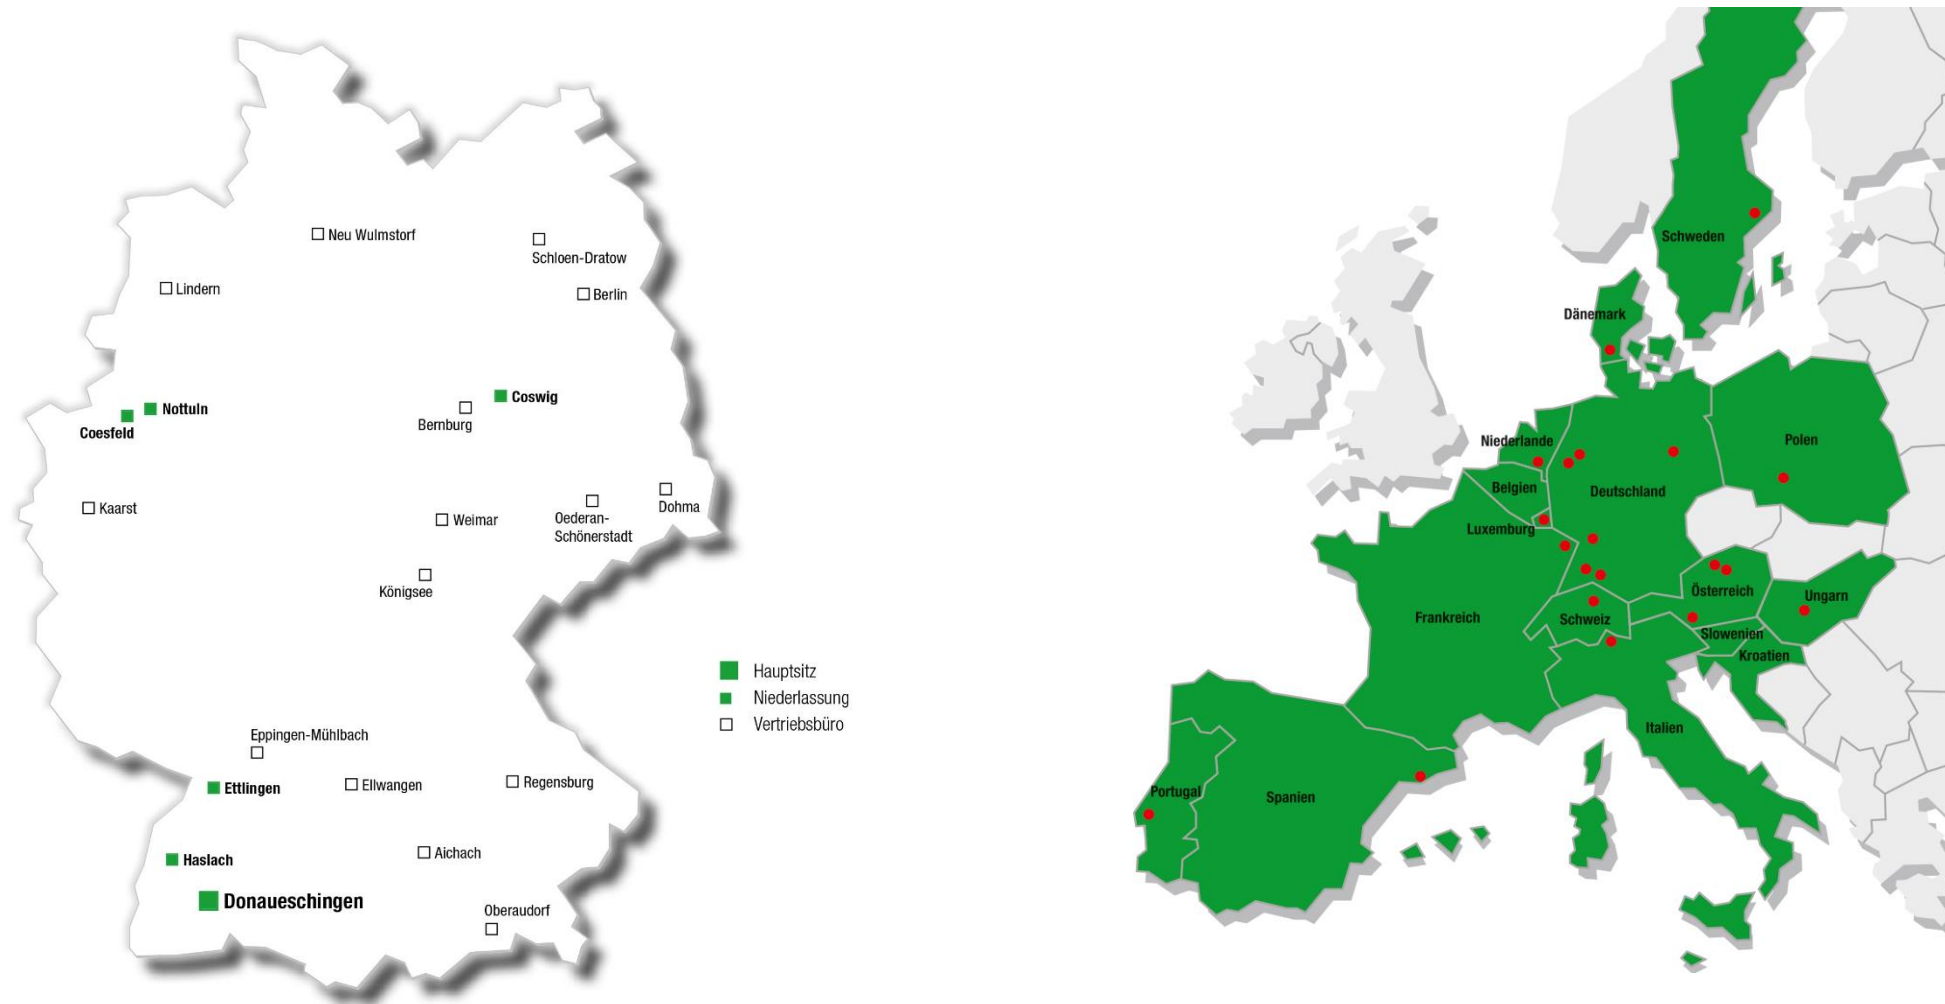 Neu Wulmstorf
Schloen-Dratow
Lindern
Berlin
Coswig
Nottuln
Bernburg
Coesfeld
Kaarst
Weimar
Oederan-
Schönerstadt
Dohma
Königsee
Hauptsitz
Niederlassung
Vertriebsbüro
Eppingen-Mühlbach
Ettlingen
Ellwangen
Regensburg
Haslach
Aichach
Donaueschingen
Oberaudorf
Schweden
Dänemark
Niederlande
Polen
Belgien
Deutschland
Luxemburg
Österreich
Ungarn
Frankreich
Schweiz
Slowenien
Kroatien
Italien
Portugal
Spanien